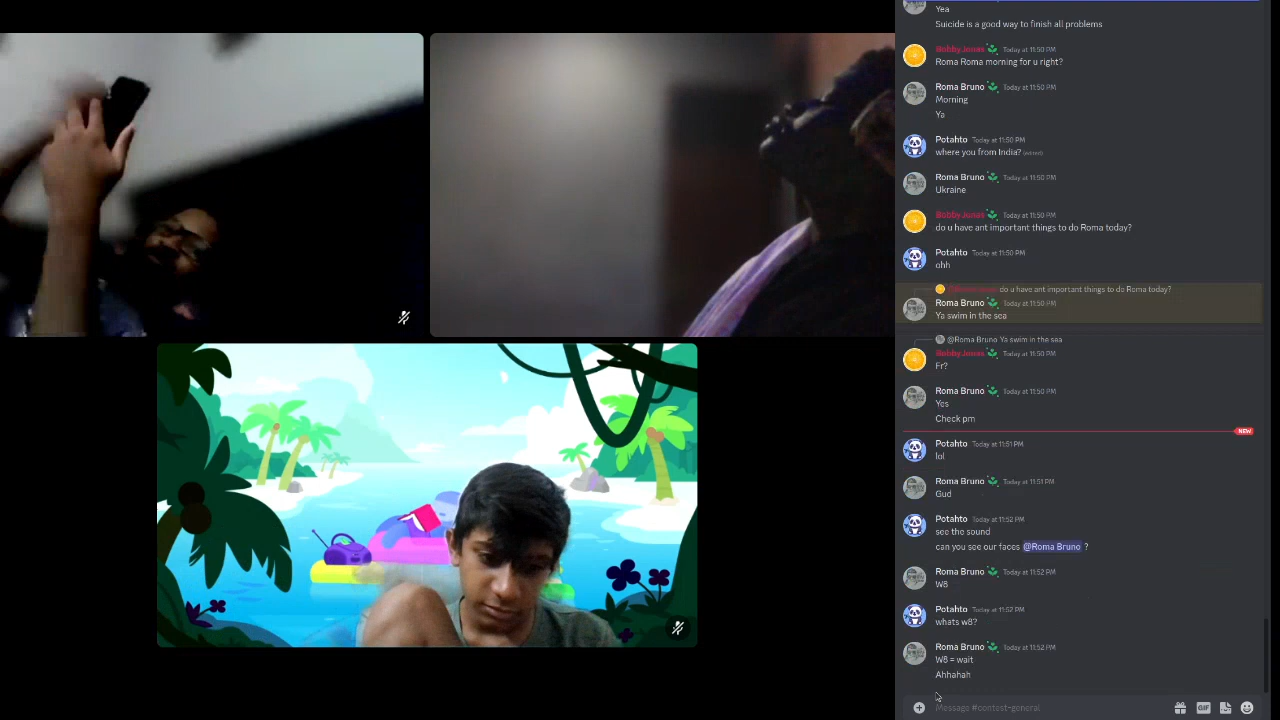 Yea
Suicide is a good way to finish all problems
BobbyJonas Today at 11:50 PM
Roma Roma morning for u right?
Roma Bruno Today at 11:50 PM
Morning
Ya
Potahto Today at 11:50 PM
where you from India? (edited)
Roma Bruno Today at 11:50 PM
Ukraine
BobbyJonas Today at 11:50 PM
do u have ant important things to do Roma today?
Potahto Today at 11:50 PM
ohh
do u have ant important things to do Roma today?
Roma Bruno Today at 11:50 PM
Ya swim in the sea
@Roma Bruno Ya swim in the sea
BobbyJonas Today at 11:50 PM
Fr?
Roma Bruno Today at 11:50 PM
Yes
Check pm
NEW
Potahto Today at 11:51 PM
lol
Roma Bruno Today at 11:51 PM
Gud
Potahto Today at 11:52 PM
see the sound
can you see our faces @Roma Bruno ?
Roma Bruno Today at 11:52 PM
W8
Potahto Today at 11:52 PM
whats w8?
Roma Bruno Today at 11:52 PM
W8 = wait
Ahhahah
Message #contest-general
GIF